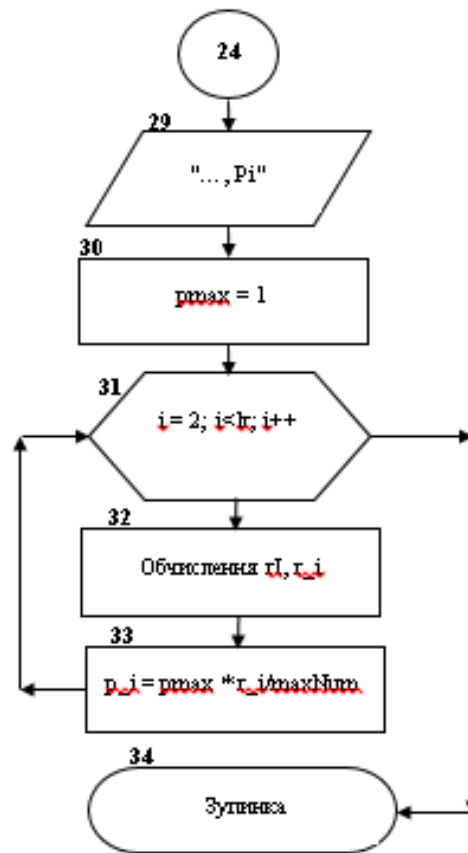 24
29
"... , Pi"
30
pmax = 1
31
i = 2; i<lr; i++
32
Обчислення rI, r_i
33
p_i = pmax *r_i/maxNum
34
Зупинка